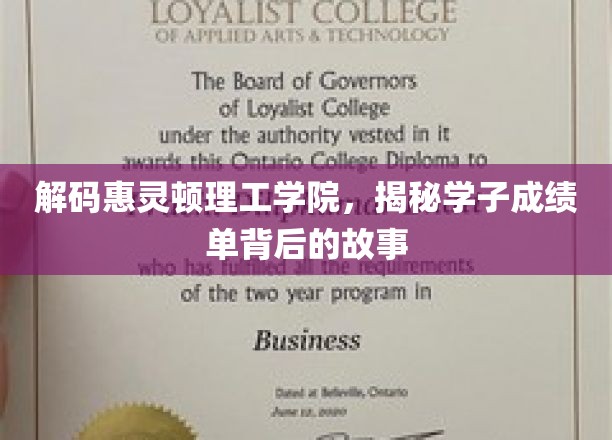 LOYALIST COLLEGE
OF APPLIED ARTS & TECHNOLOGY
The Board of Governors
of Loyalist College
under the authority vested in it
awards this Ontario College Diploma to
解码惠灵顿理工学院，揭秘学子成绩
单背后的故事
who has fulfilled all the requirements
of the two year program in
Business
Dated at Belleville, Ontario
June 12, 2020